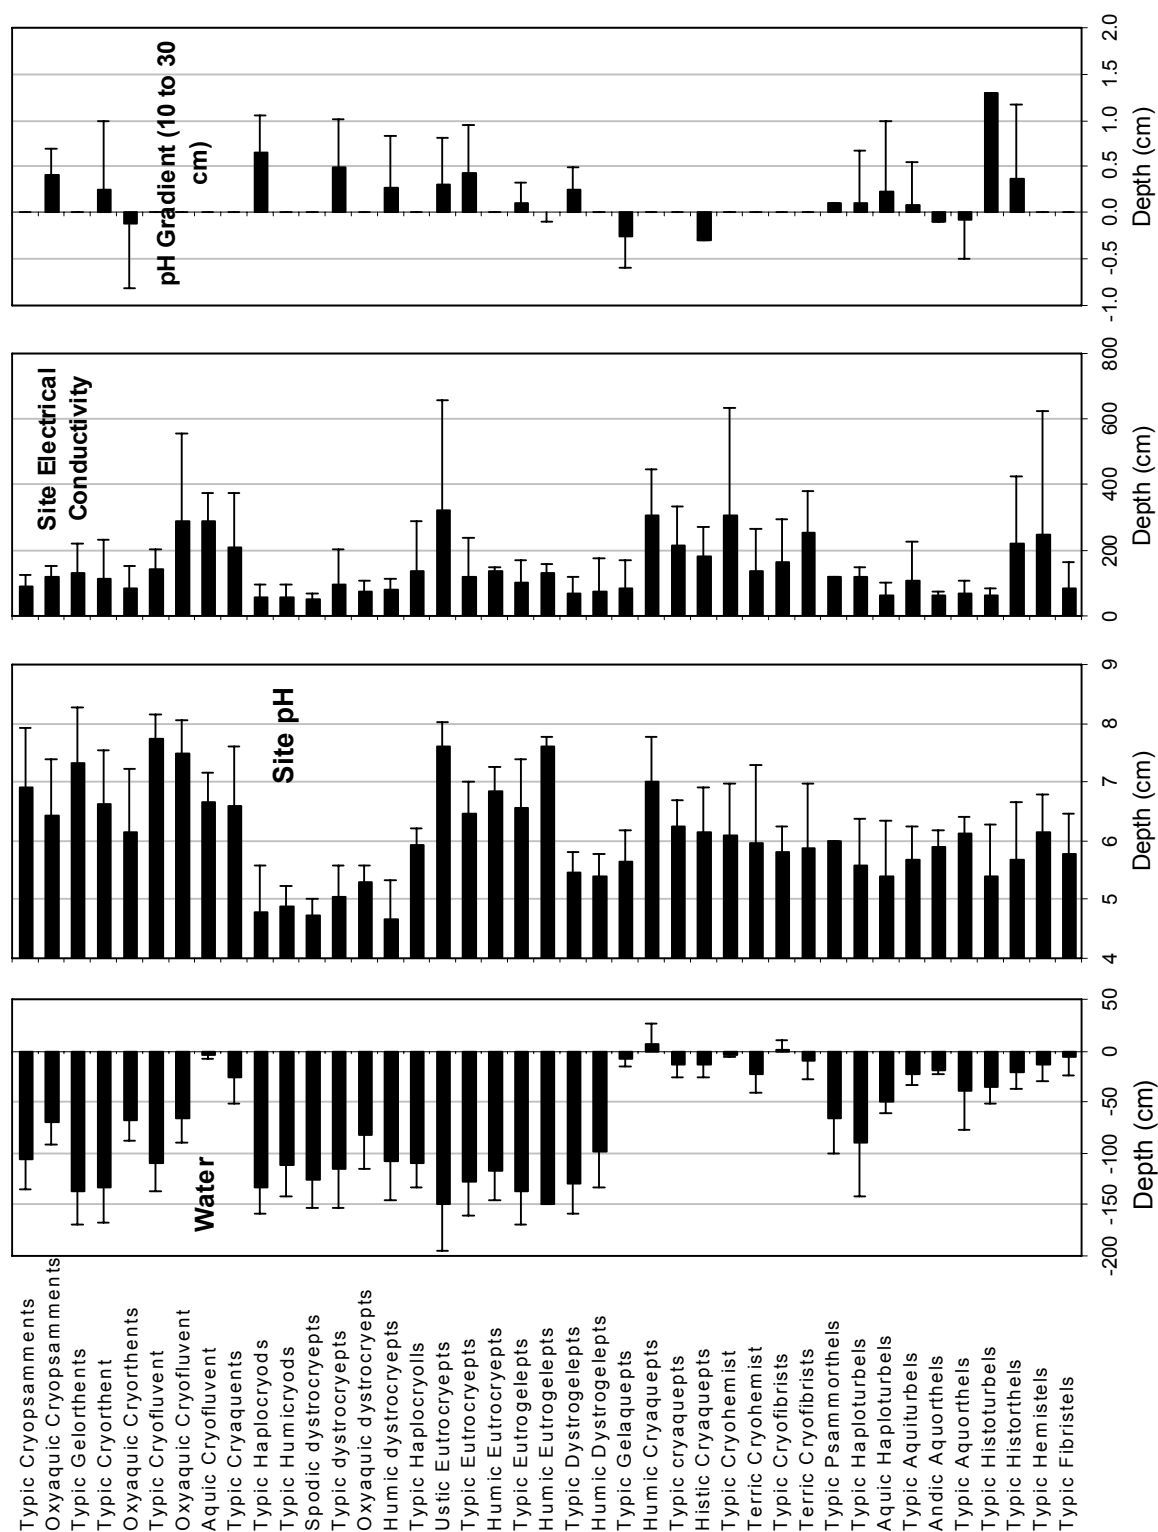 pH Gradient (10 to 30
cm)
-1.0 -0.5 0.0 0.5 1.0 1.5 2.0
Depth (cm)
Site Electrical
Conductivity
0 200 400 600 800
Depth (cm)
Site pH
4 5 6 7 8 9
Depth (cm)
Water
-200 -150 -100 -50 0 50
Depth (cm)
Typic Cryopsamments
Oxyaquic Cryopsamments
Typic Gelorthents
Typic Cryorthent
Oxyaquic Cryorthents
Typic Cryofluvent
Oxyaquic Cryofluvent
Aquic Cryofluvent
Typic Cryaquents
Typic Haplocryods
Typic Humicryods
Spodic dystrocryepts
Typic dystrocryepts
Oxyaquic dystrocryepts
Humic dystrocryepts
Typic Haplocryolls
Ustic Eutrocryepts
Typic Eutrocryepts
Humic Eutrocryepts
Typic Eutrogelepts
Humic Eutrogelepts
Typic Dystrogelepts
Humic Dystrogelepts
Typic Gelaquepts
Humic Cryaquepts
Typic cryaquepts
Histic Cryaquepts
Typic Cryohemist
Terric Cryohemist
Typic Cryofibrists
Terric Cryofibrists
Typic Psammorthels
Typic Haploturbels
Aquic Haploturbels
Typic Aquiturbels
Andic Aquorthels
Typic Aquorthels
Typic Histoturbels
Typic Historthels
Typic Hemistels
Typic Fibristels